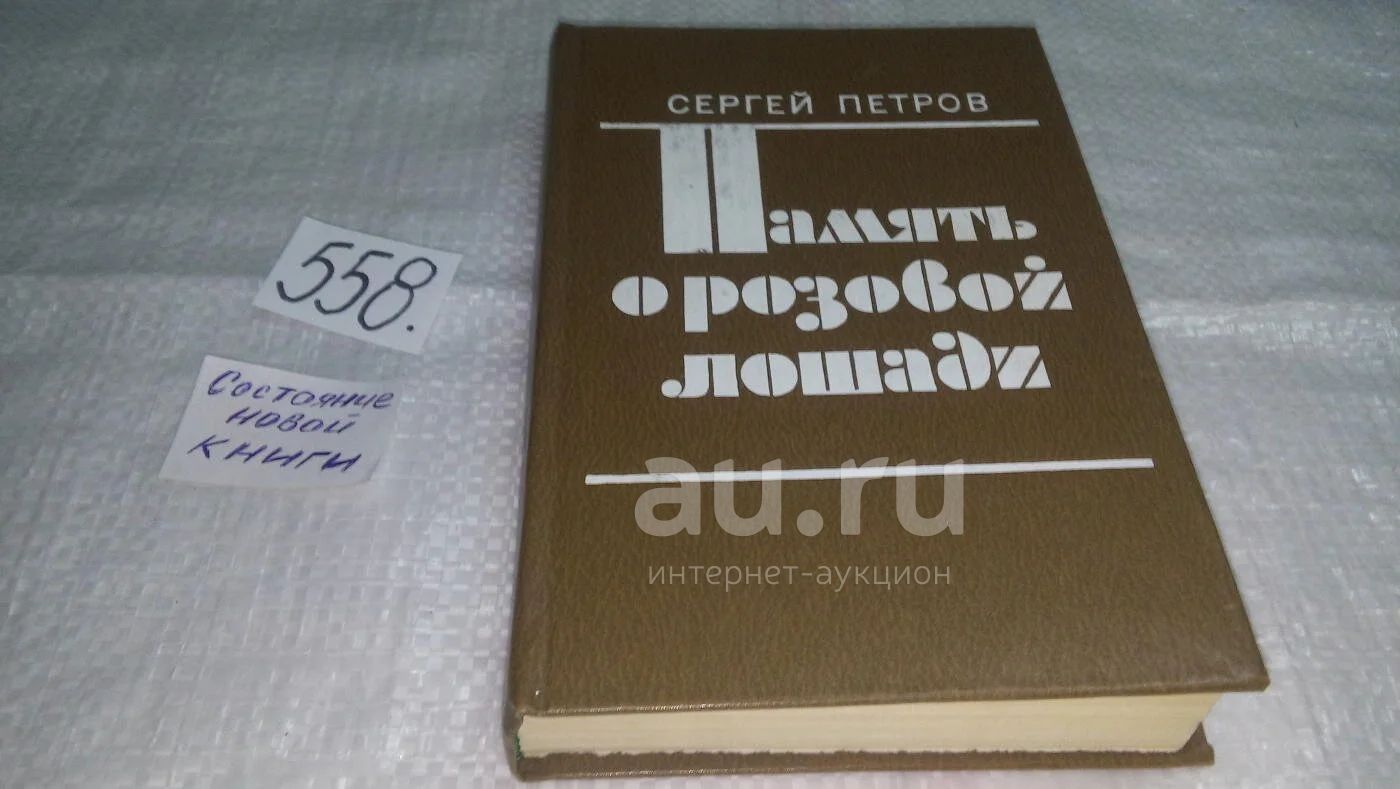 СЕРГЕЙ ПЕТРОВ
Память
о розовой
лошади
558.
Состояние
новой
книги
au.ru
интернет-аукцион